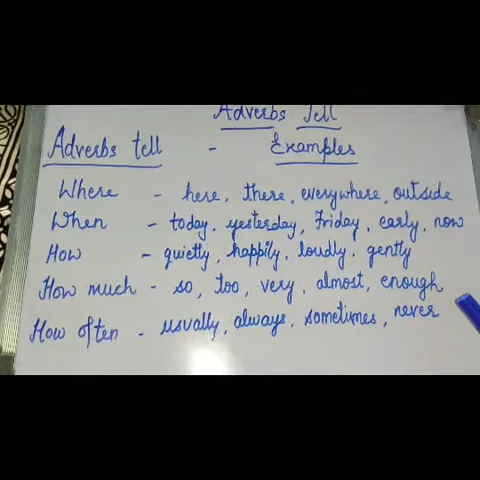 Adverbs Tell
Adverbs tell - Examples
Where - here, there, everywhere, outside
When - today, yesterday, Friday, early, now
How - quietly, happily, loudly, gently
How much - so, too, very, almost, enough
How often - usually, always, sometimes, never